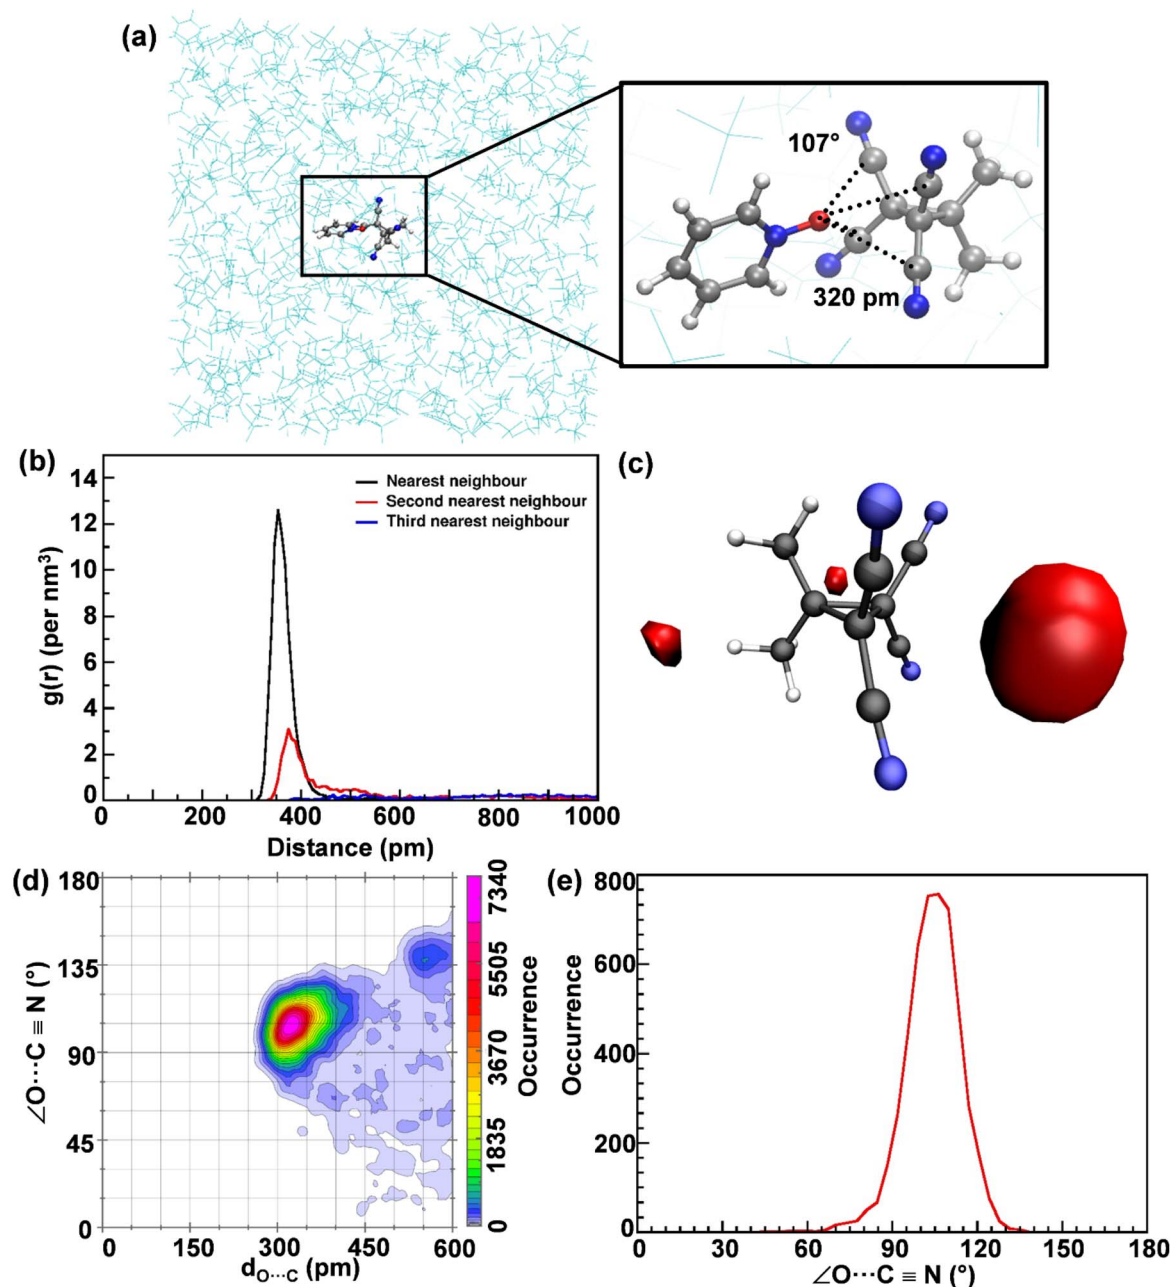 (a)
107°
320 pm
(b)
14
12
10
8
6
4
2
0
g(r) (per nm³)
Nearest neighbour
Second nearest neighbour
Third nearest neighbour
0 200 400 600 800 1000
Distance (pm)
(c)
(d)
180
135
90
45
0
∠O···C ≡ N (°)
0 150 300 450 600
d O···C (pm)
7340
5505
3670
1835
0
Occurrence
(e)
800
600
400
200
0
Occurrence
0 30 60 90 120 150 180
∠O···C ≡ N (°)